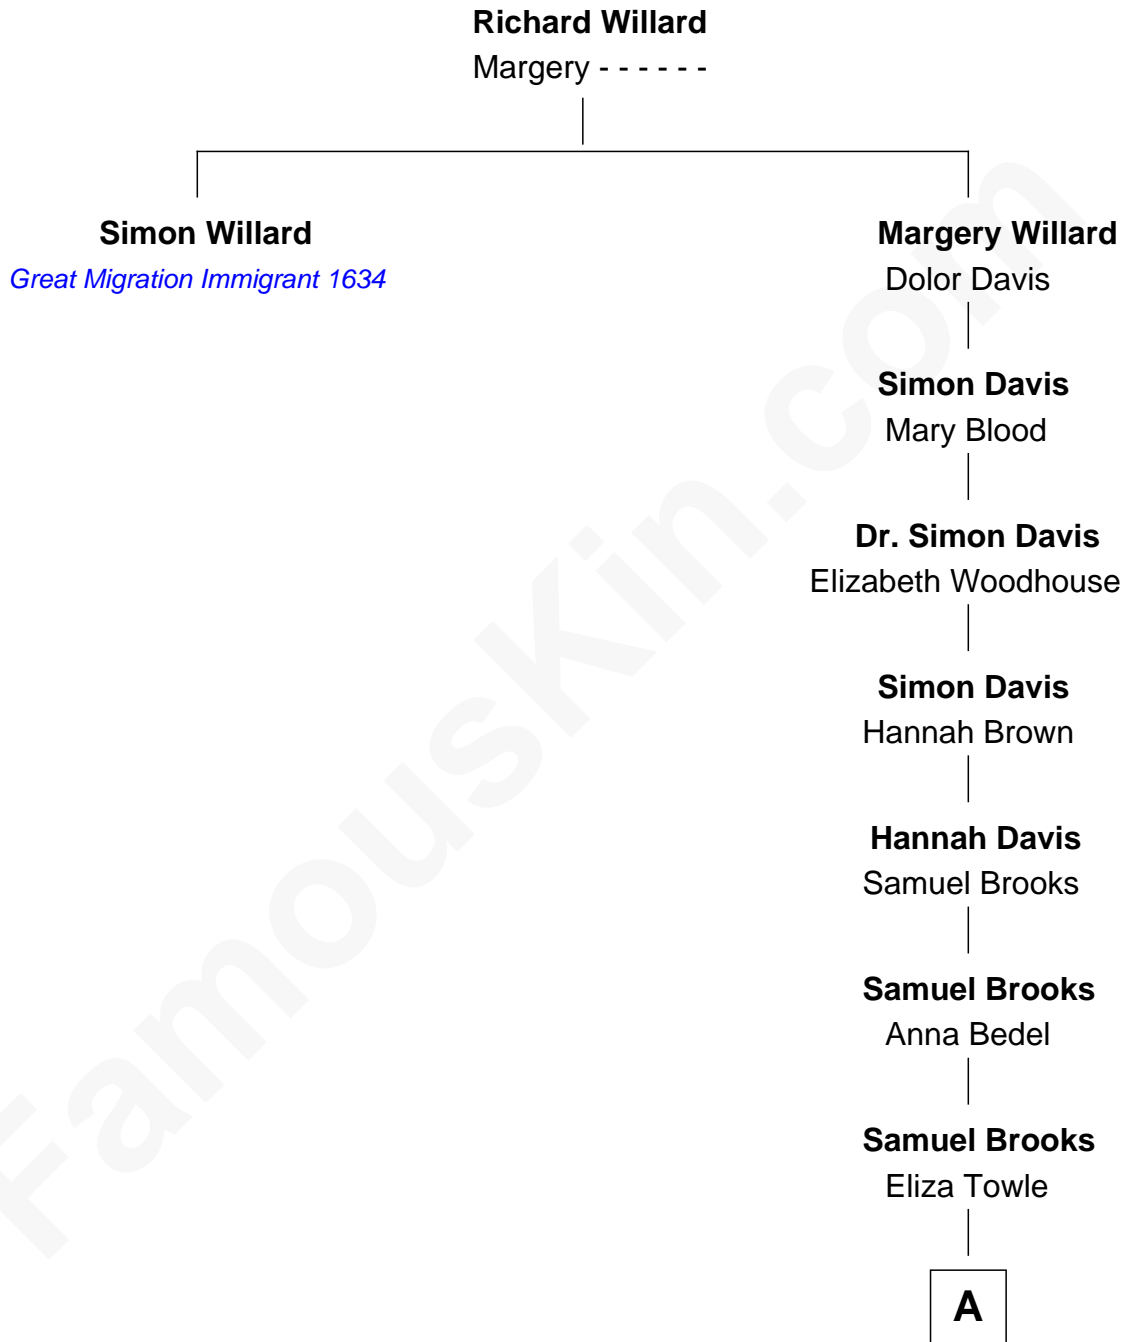 Richard Willard
Margery - - - - - -
Simon Willard
Great Migration Immigrant 1634
Margery Willard
Dolor Davis
Simon Davis
Mary Blood
Dr. Simon Davis
Elizabeth Woodhouse
Simon Davis
Hannah Brown
Hannah Davis
Samuel Brooks
Samuel Brooks
Anna Bedel
Samuel Brooks
Eliza Towle
A
FamousKin.com